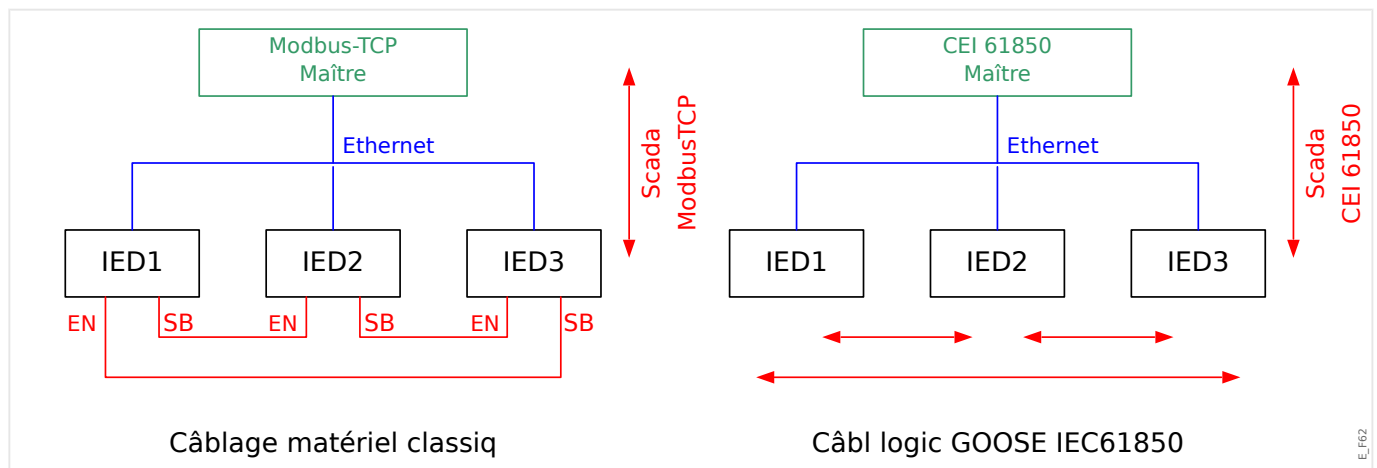 Modbus-TCP
Maître
Ethernet
Scada
ModbusTCP
IED1
IED2
IED3
EN
SB
EN
SB
EN
SB
Câblage matériel classiq
CEI 61850
Maître
Ethernet
Scada
CEI 61850
IED1
IED2
IED3
Câbl logic GOOSE IEC61850
E_F62